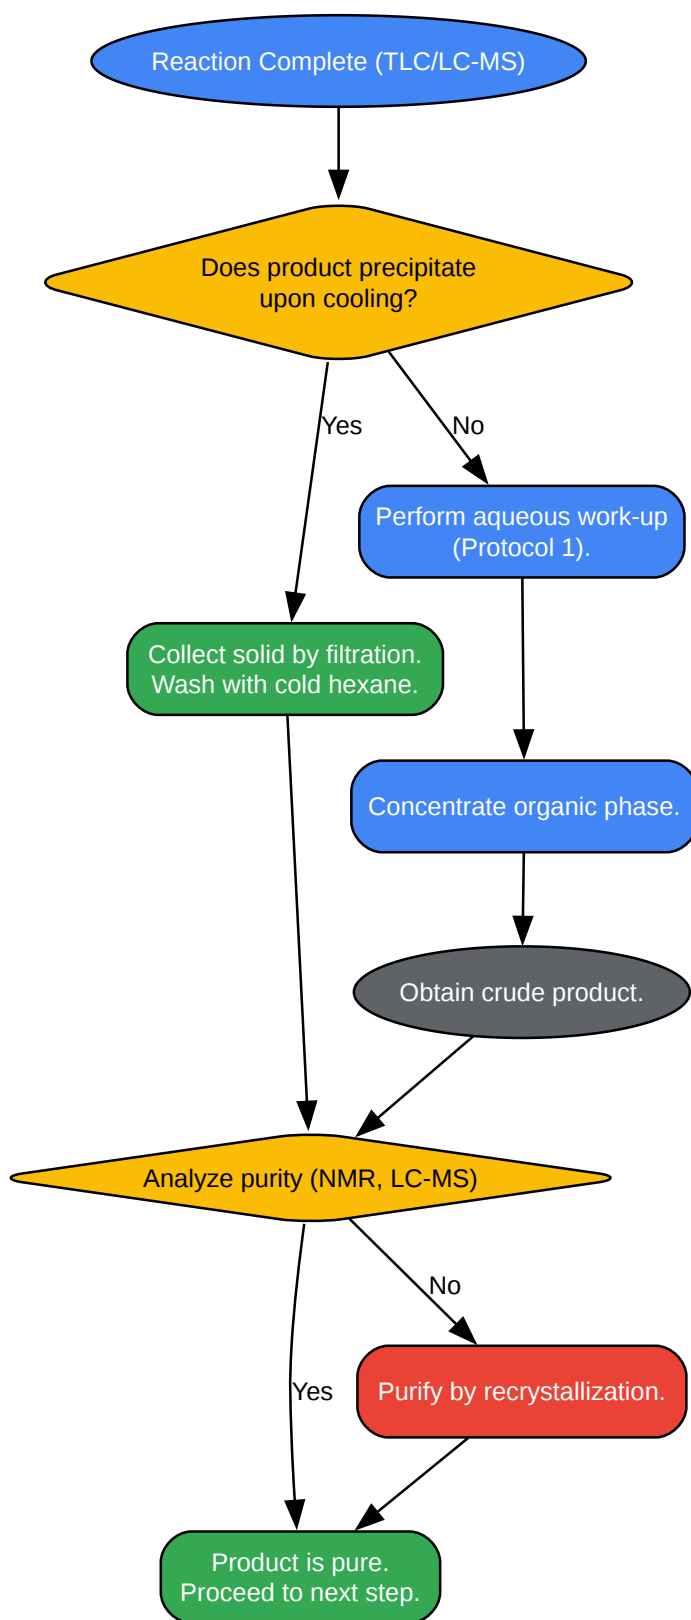 Reaction Complete (TLC/LC-MS)
Does product precipitate
upon cooling?
Yes
No
Perform aqueous work-up
(Protocol 1).
Collect solid by filtration.
Wash with cold hexane.
Concentrate organic phase.
Obtain crude product.
Analyze purity (NMR, LC-MS)
No
Yes
Purify by recrystallization.
Product is pure.
Proceed to next step.